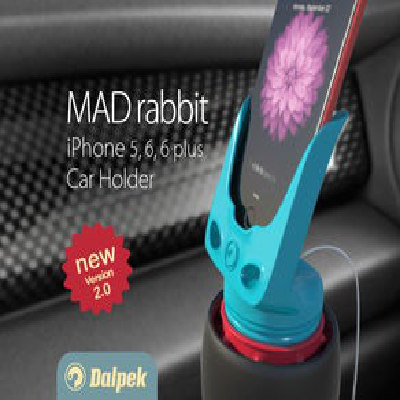 MAD rabbit
iPhone 5, 6, 6 plus
Car Holder
new
Version
2.0
Dalpek